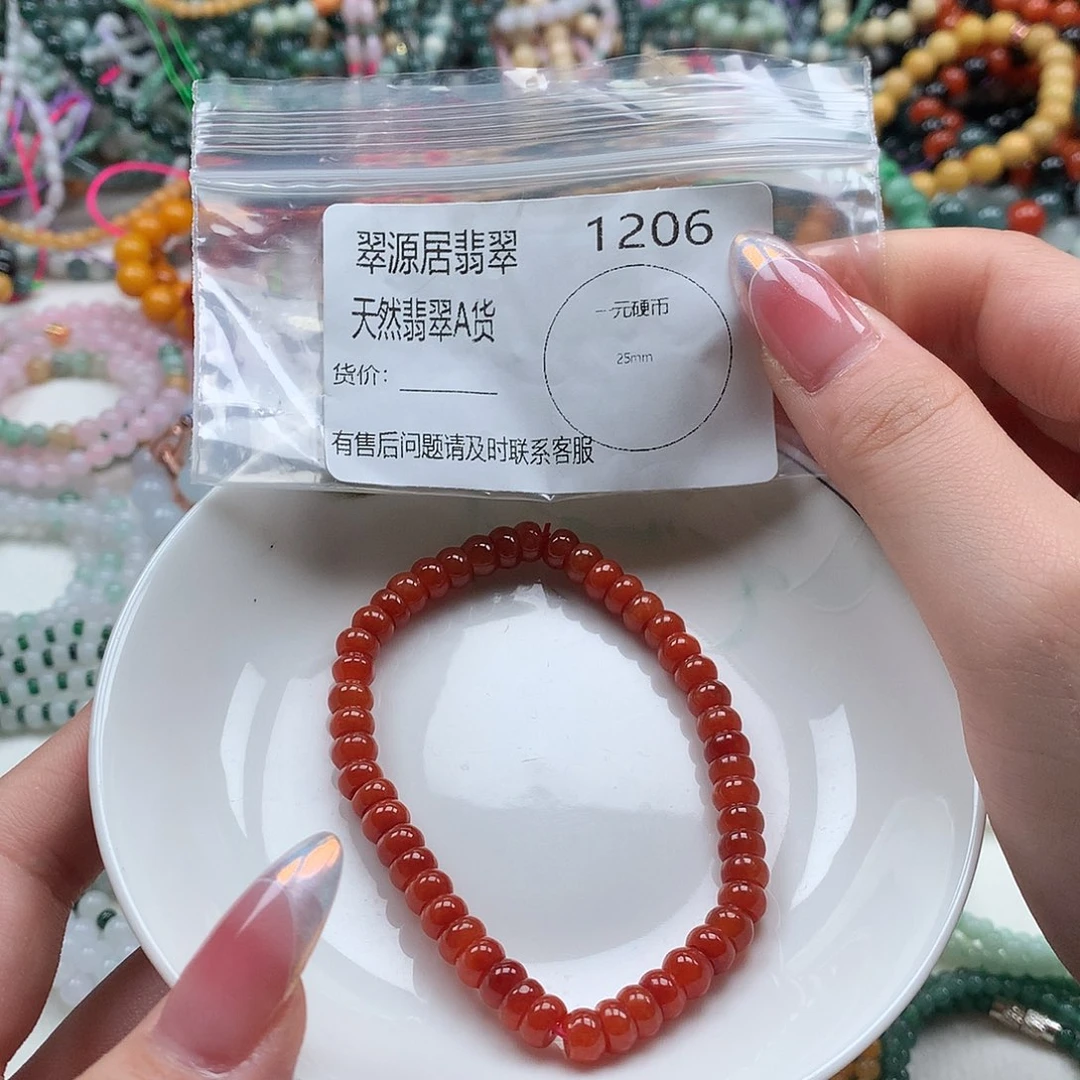 翠源居翡翠
1206
天然翡翠A货
一元硬币
25mm
货价：
有售后问题请及时联系客服